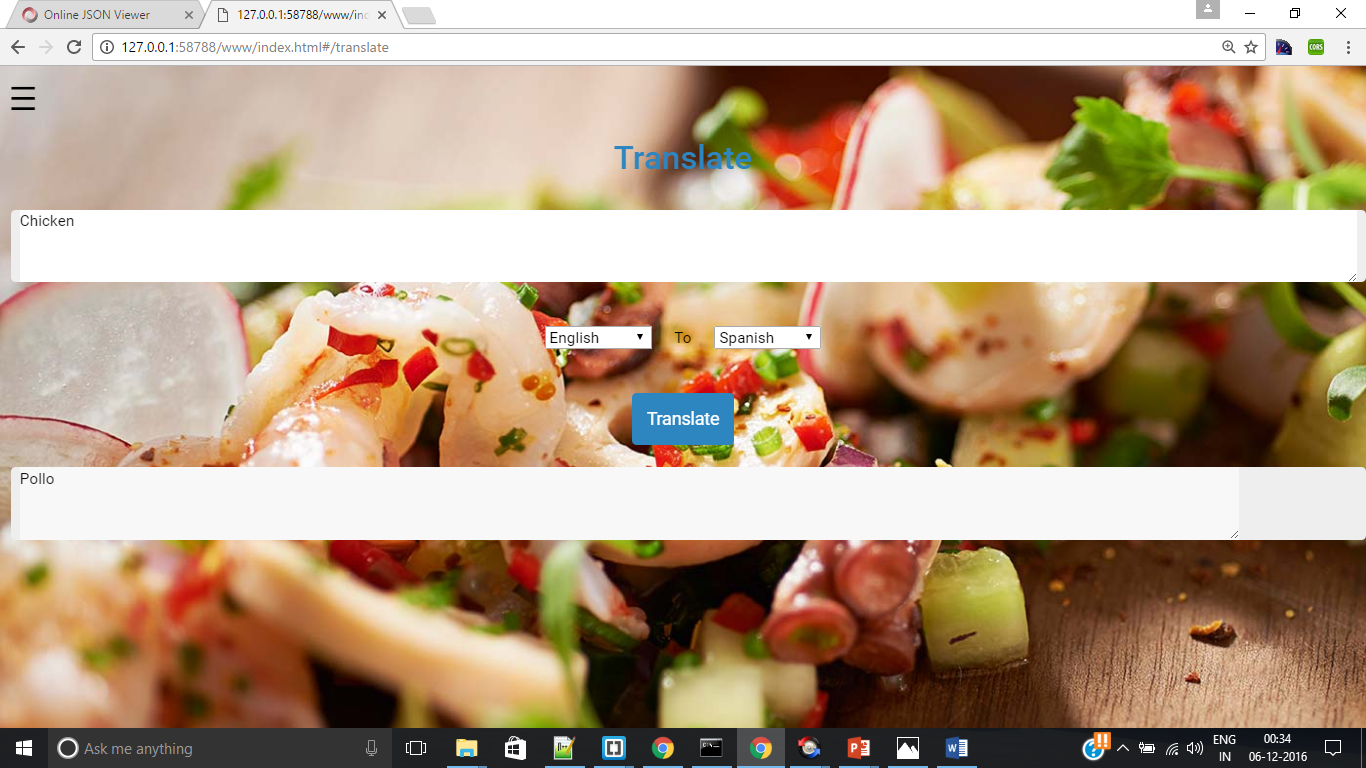 Online JSON Viewer
127.0.0.1:58788/www/inc
127.0.0.1:58788/www/index.html#/translate
CORS
Translate
Chicken
English To Spanish
Translate
Pollo
Ask me anything
ENG
IN
00:34
06-12-2016